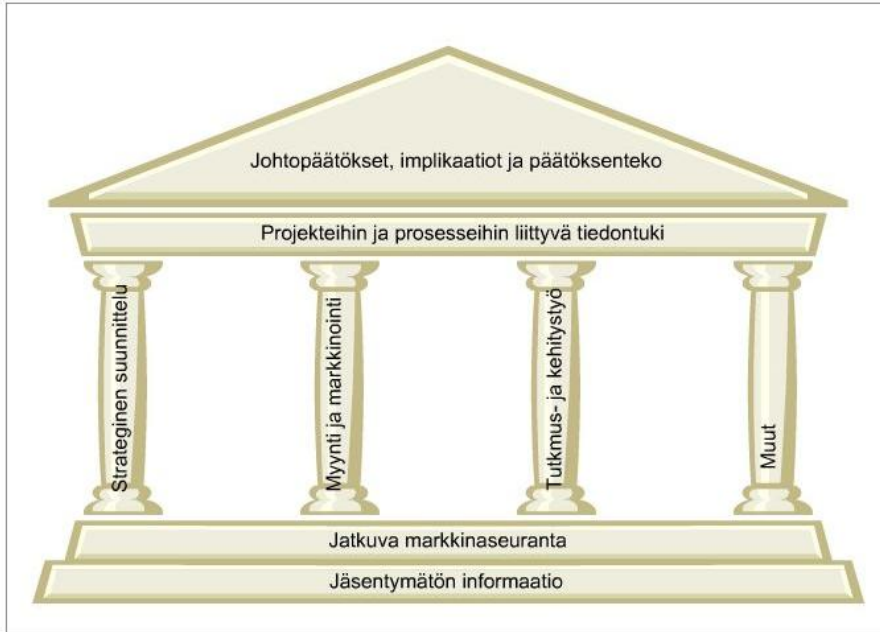 Johtopäätökset, implikaatiot ja päätöksenteko
Projekteihin ja prosesseihin liittyvä tiedontuki
Strateginen suunnittelu
Myynti ja markkinointi
Tutkmus- ja kehitystyö
Muut
Jatkuva markkinaseuranta
Jäsentymätön informaatio